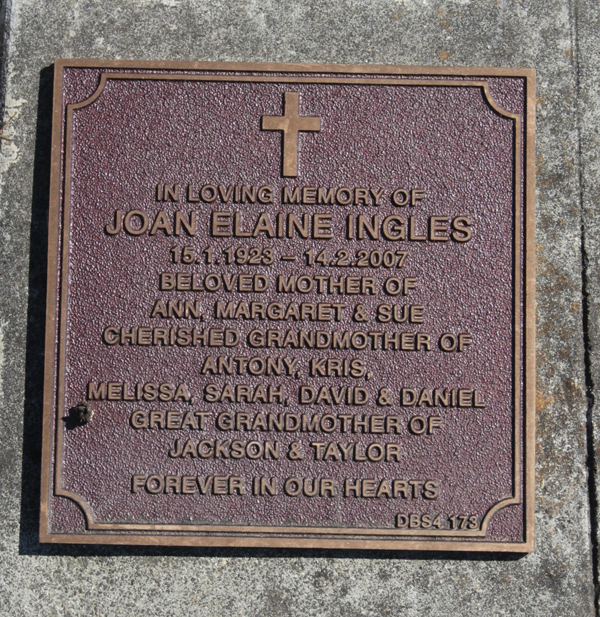 IN LOVING MEMORY OF
JOAN ELAINE INGLES
15.1.1923 – 14.2.2007
BELOVED MOTHER OF
ANN, MARGARET & SUE
CHERISHED GRANDMOTHER OF
ANTONY, KRIS,
MELISSA, SARAH, DAVID & DANIEL
GREAT GRANDMOTHER OF
JACKSON & TAYLOR
FOREVER IN OUR HEARTS
DBS4 173